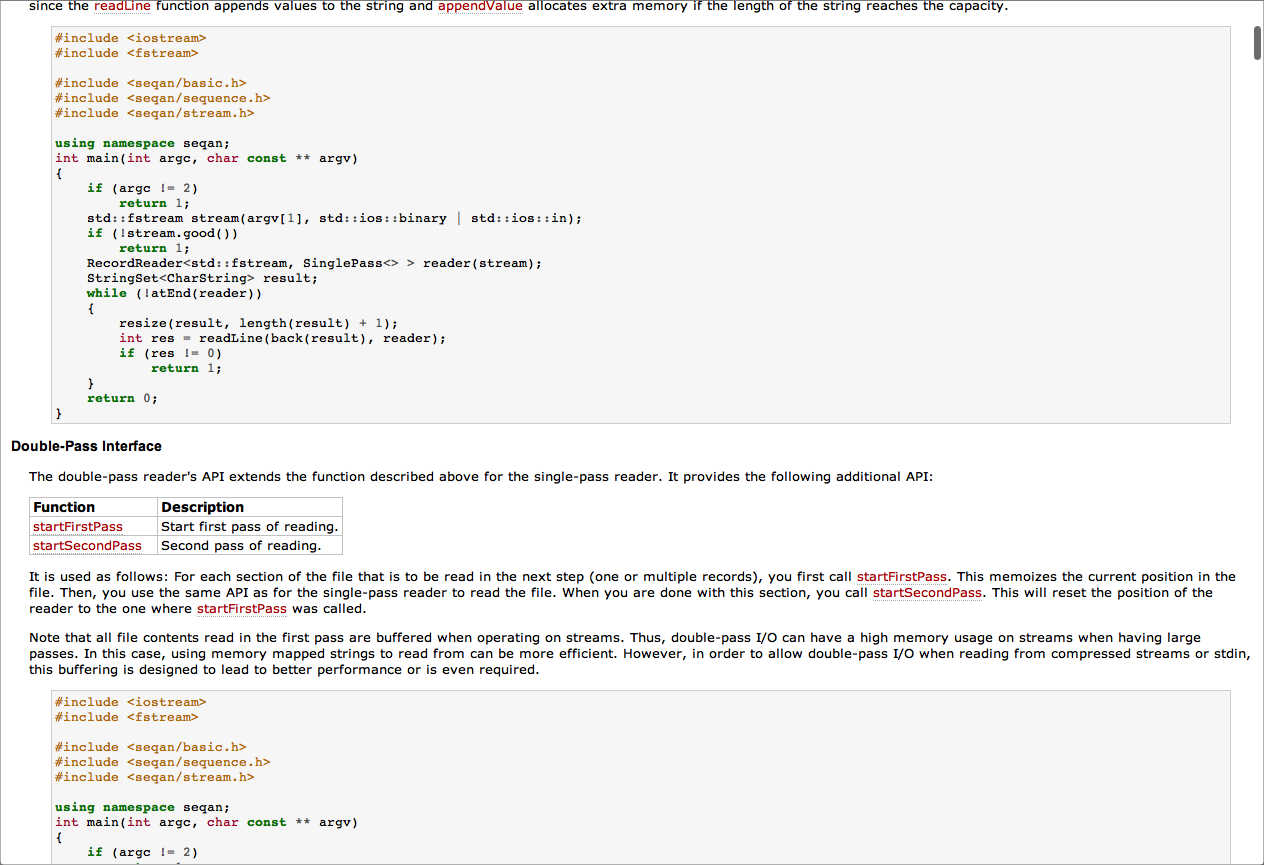 since the readLine function appends values to the string and appendValue allocates extra memory if the length of the string reaches the capacity.
#include <iostream>
#include <fstream>

#include <seqan/basic.h>
#include <seqan/sequence.h>
#include <seqan/stream.h>

using namespace seqan;
int main(int argc, char const ** argv)
{
    if (argc != 2)
        return 1;
    std::fstream stream(argv[1], std::ios::binary | std::ios::in);
    if (!stream.good())
        return 1;
    RecordReader<std::fstream, SinglePass<> > reader(stream);
    StringSet<CharString> result;
    while (!atEnd(reader))
    {
        resize(result, length(result) + 1);
        int res = readLine(back(result), reader);
        if (res != 0)
            return 1;
    }
    return 0;
}
Double-Pass Interface
The double-pass reader's API extends the function described above for the single-pass reader. It provides the following additional API:
Function Description
startFirstPass Start first pass of reading.
startSecondPass Second pass of reading.
It is used as follows: For each section of the file that is to be read in the next step (one or multiple records), you first call startFirstPass. This memoizes the current position in the
file. Then, you use the same API as for the single-pass reader to read the file. When you are done with this section, you call startSecondPass. This will reset the position of the
reader to the one where startFirstPass was called.
Note that all file contents read in the first pass are buffered when operating on streams. Thus, double-pass I/O can have a high memory usage on streams when having large
passes. In this case, using memory mapped strings to read from can be more efficient. However, in order to allow double-pass I/O when reading from compressed streams or stdin,
this buffering is designed to lead to better performance or is even required.
#include <iostream>
#include <fstream>

#include <seqan/basic.h>
#include <seqan/sequence.h>
#include <seqan/stream.h>

using namespace seqan;
int main(int argc, char const ** argv)
{
    if (argc != 2)